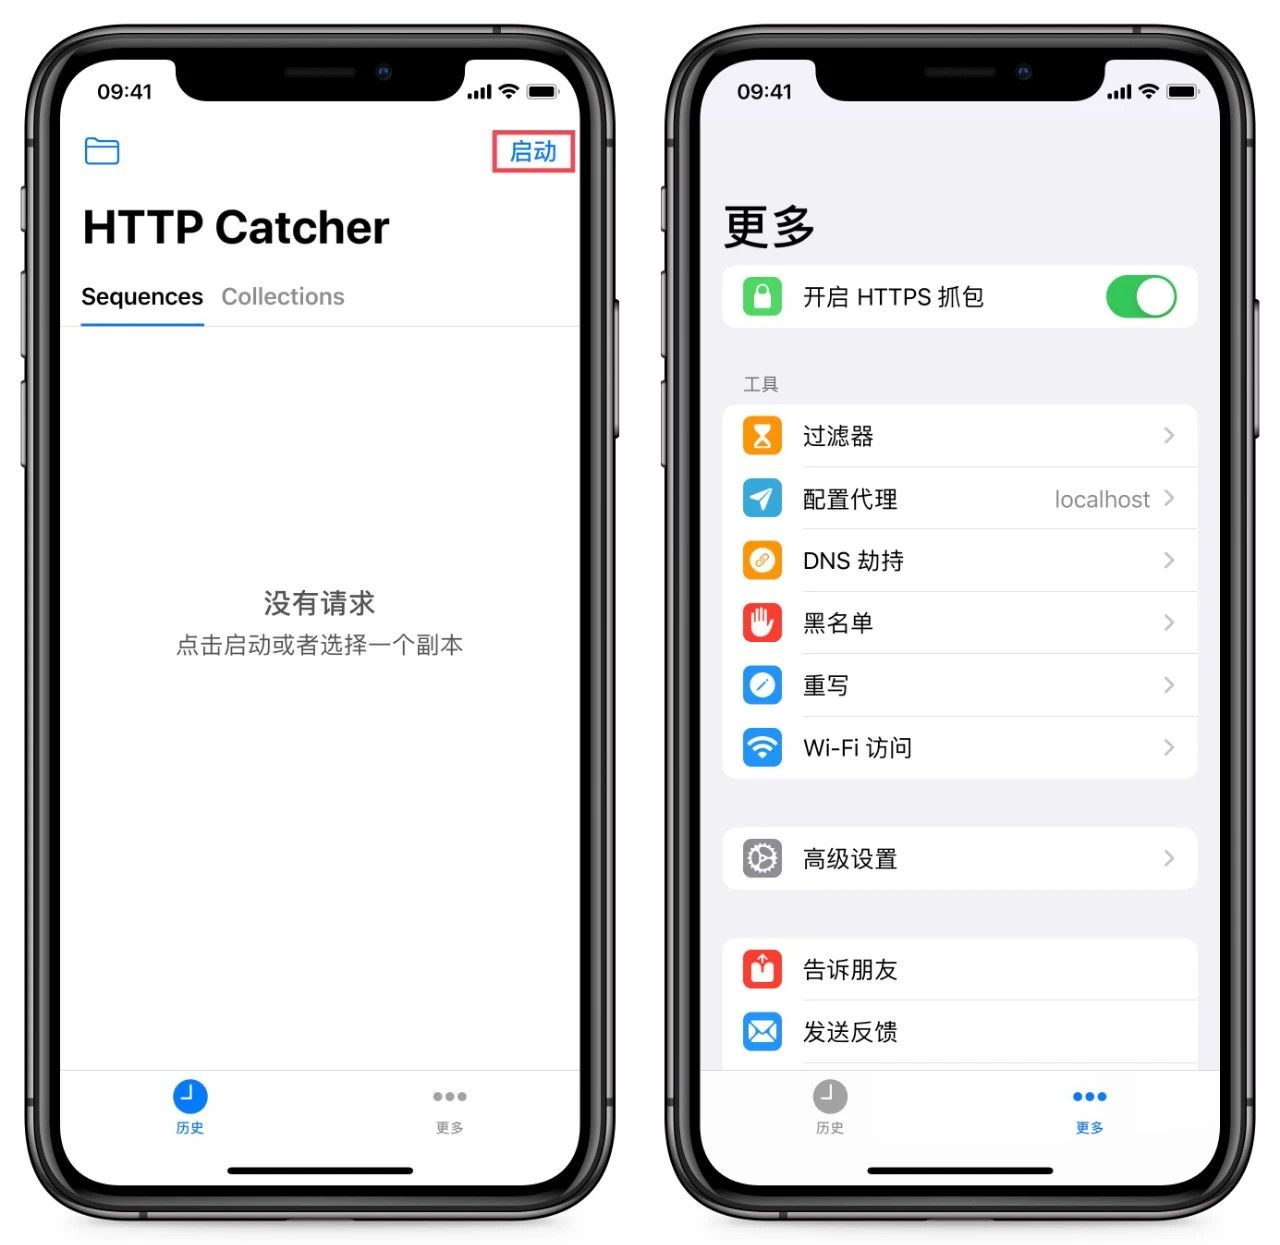 09:41
启动
HTTP Catcher
Sequences Collections
没有请求
点击启动或者选择一个副本
历史 更多
09:41
更多
开启 HTTPS 抓包
工具
过滤器
配置代理 localhost
DNS 劫持
黑名单
重写
Wi-Fi 访问
高级设置
告诉朋友
发送反馈
历史 更多